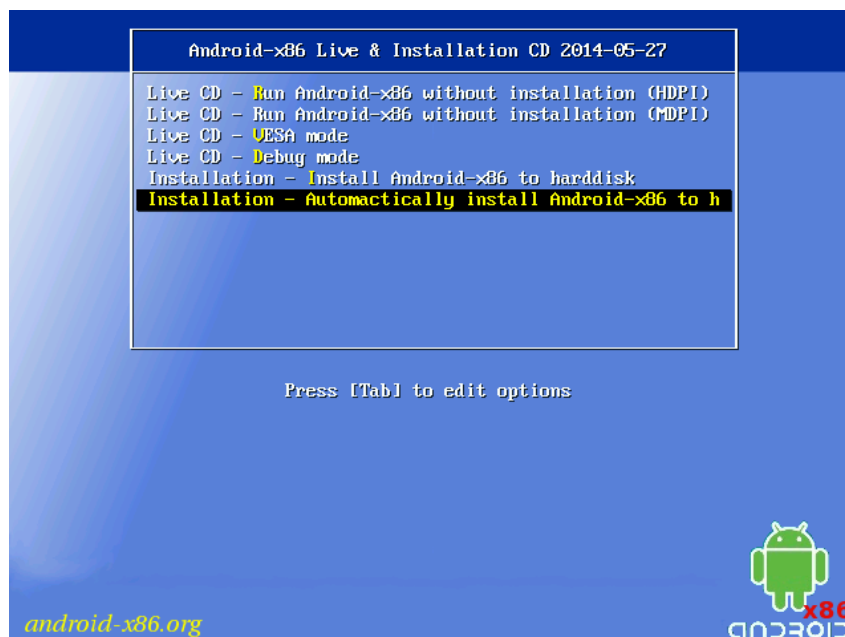 Android-x86 Live & Installation CD 2014-05-27
Live CD - Run Android-x86 without installation (HDPI)
Live CD - Run Android-x86 without installation (MDPI)
Live CD - VESA mode
Live CD - Debug mode
Installation - Install Android-x86 to harddisk
Installation - Automactically install Android-x86 to h
Press [Tab] to edit options
android-x86.org
x86
ANDROID